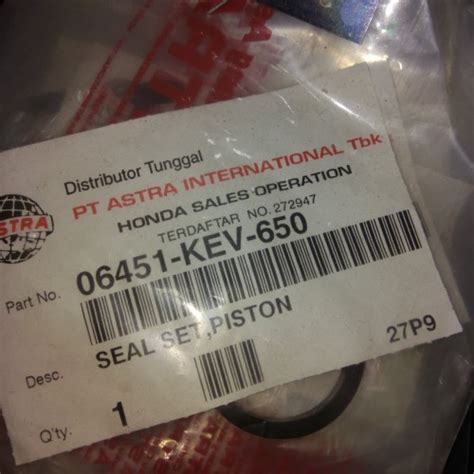 Distributor Tunggal
PT ASTRA INTERNATIONAL Tbk
HONDA SALES OPERATION
TERDAFTAR NO. 272947
ASTRA
Part No. 06451-KEV-650
Desc. SEAL SET,PISTON
Q'ty. 1
27P9